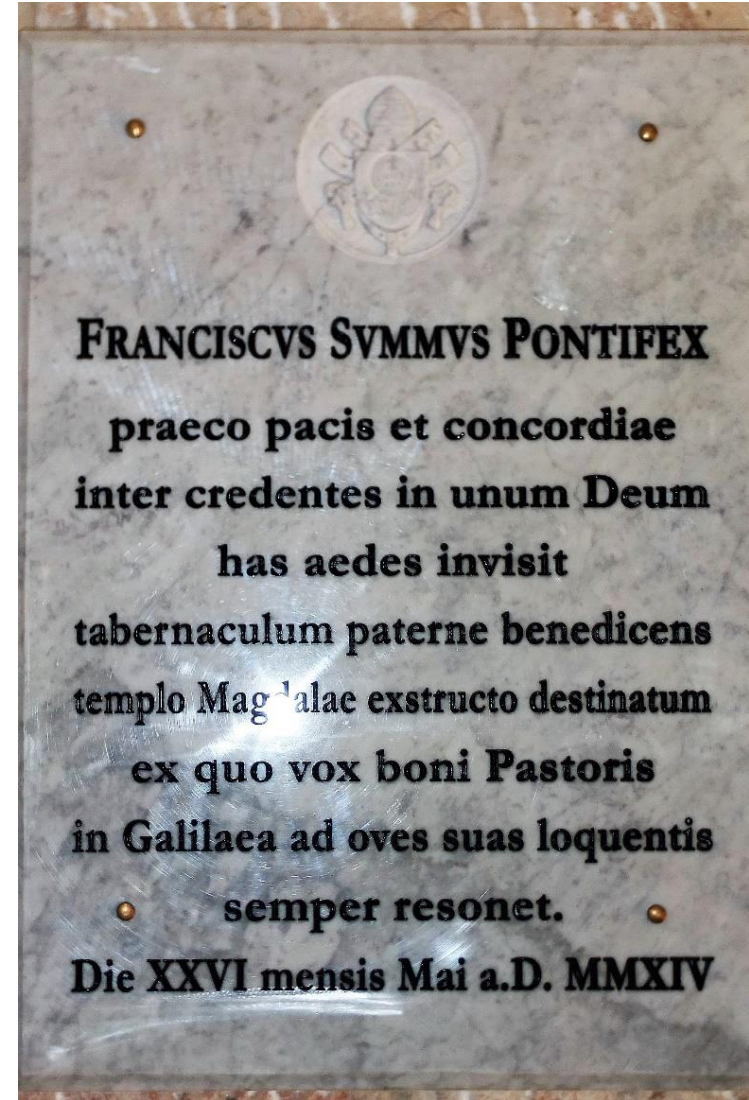 FRANCISCVS SVMMVS PONTIFEX
praeco pacis et concordiae
inter credentes in unum Deum
has aedes invisit
tabernaculum paterne benedicens
templo Magdalae exstructo destinatum
ex quo vox boni Pastoris
in Galilaea ad oves suas loquentis
semper resonet.
Die XXVI mensis Mai a.D. MMXIV